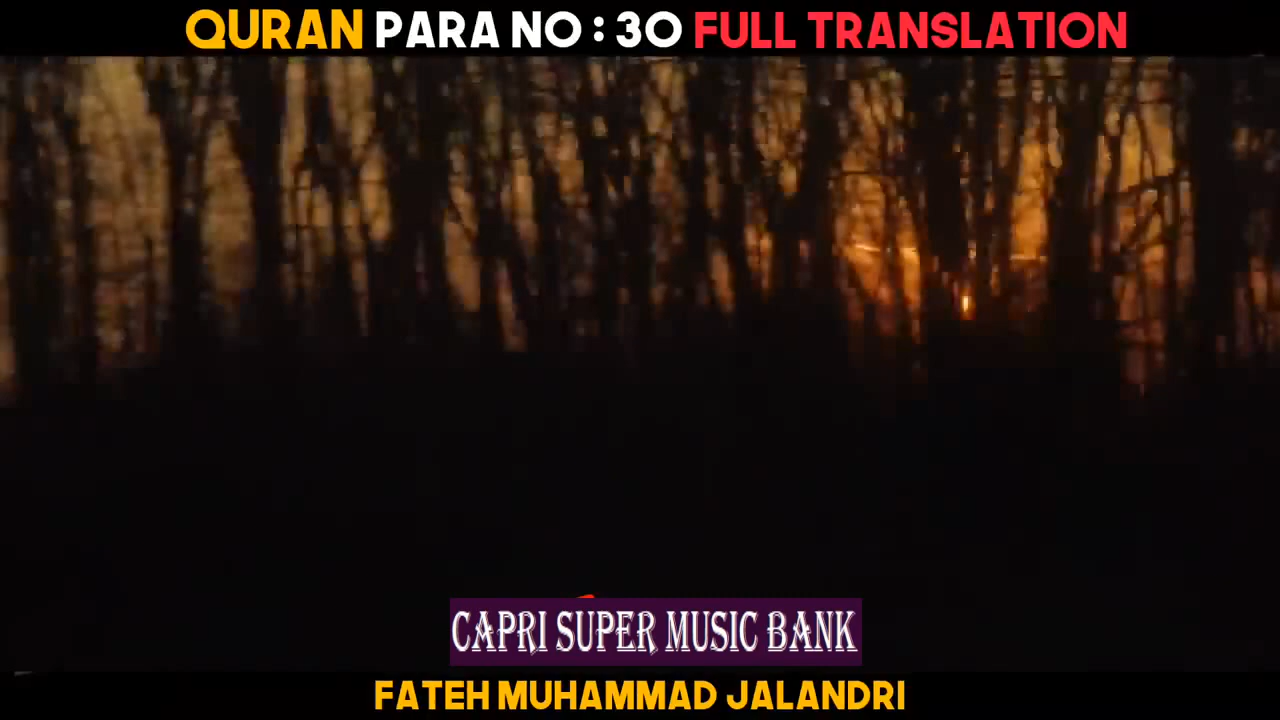 QURAN PARA NO : 30 FULL TRANSLATION
CAPRI SUPER MUSIC BANK
FATEH MUHAMMAD JALANDRI